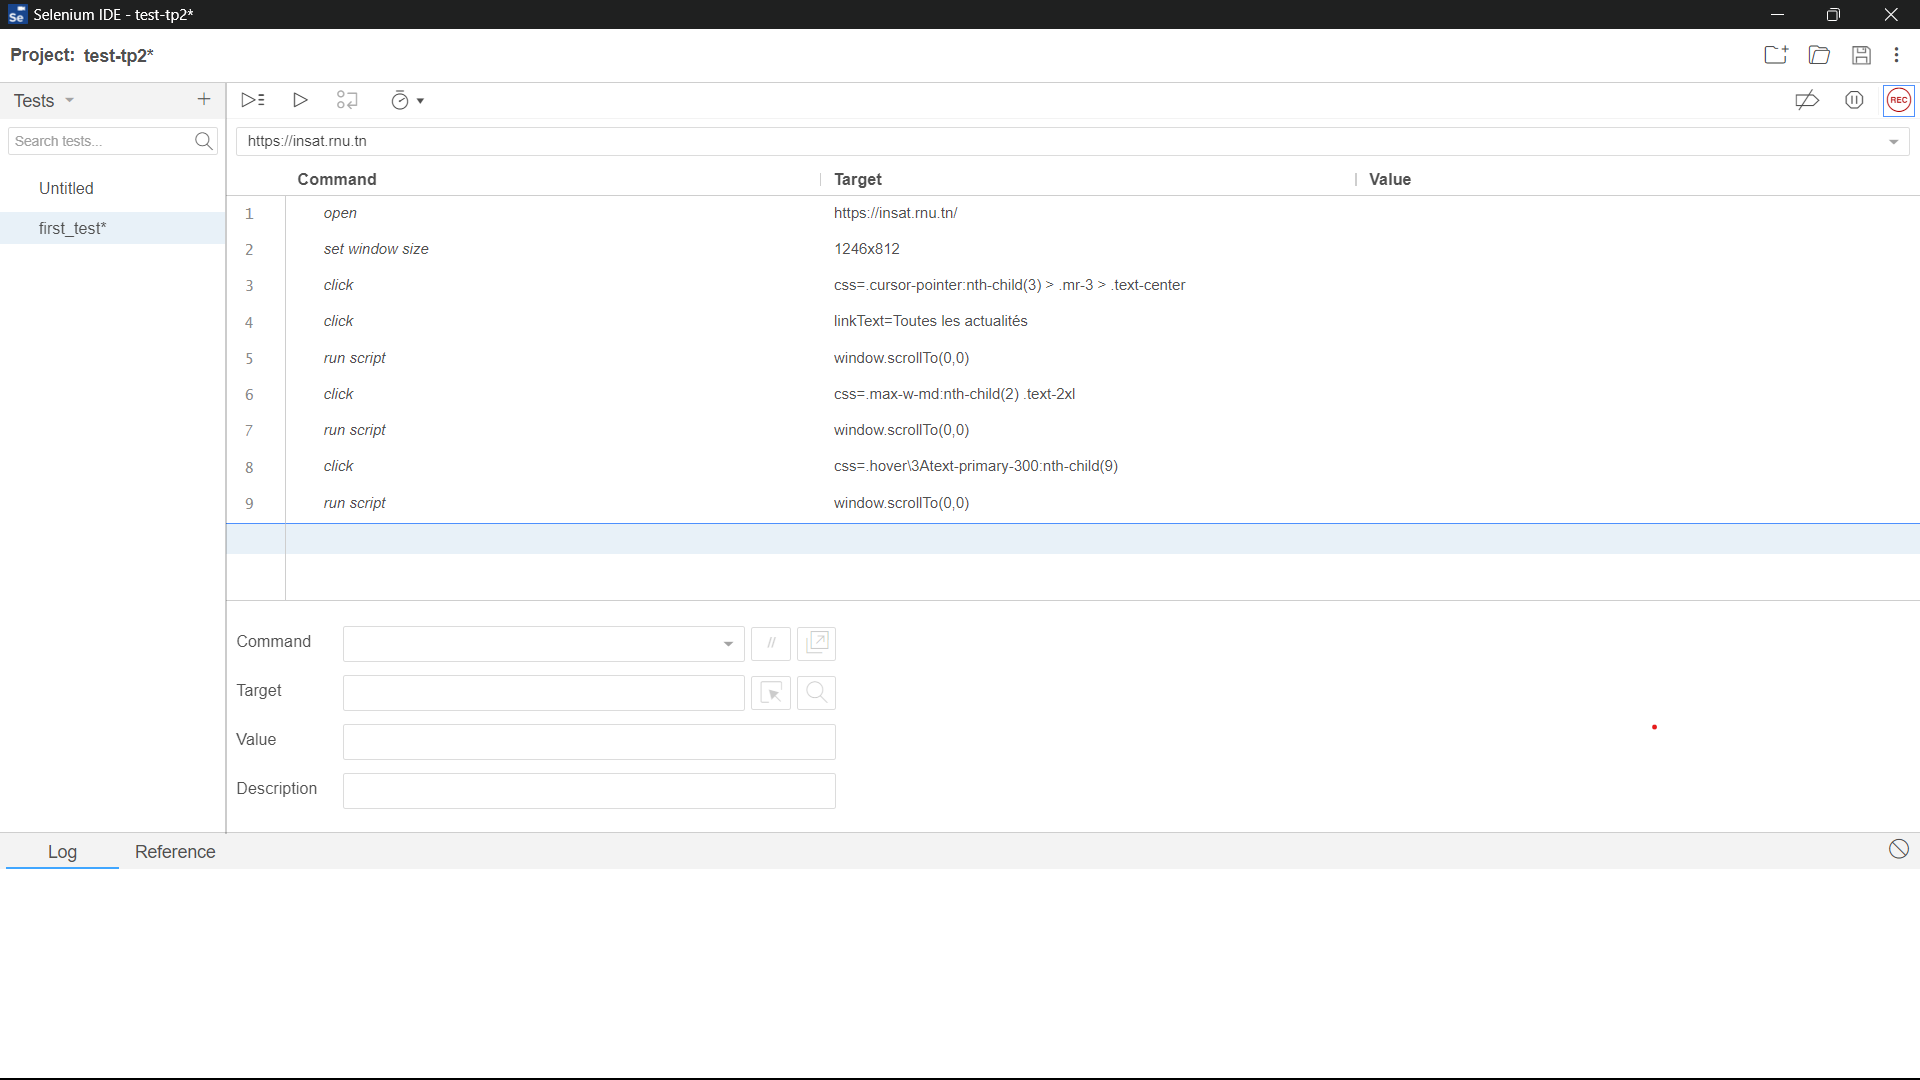 Se Selenium IDE - test-tp2*
Project: test-tp2*
Tests
REC
Search tests...
https://insat.rnu.tn
Untitled
first_test*
Command Target Value
1 open https://insat.rnu.tn/
2 set window size 1246x812
3 click css=.cursor-pointer:nth-child(3) > .mr-3 > .text-center
4 click linkText=Toutes les actualités
5 run script window.scrollTo(0,0)
6 click css=.max-w-md:nth-child(2) .text-2xl
7 run script window.scrollTo(0,0)
8 click css=.hover\3Atext-primary-300:nth-child(9)
9 run script window.scrollTo(0,0)
Command //
Target
Value
Description
Log Reference